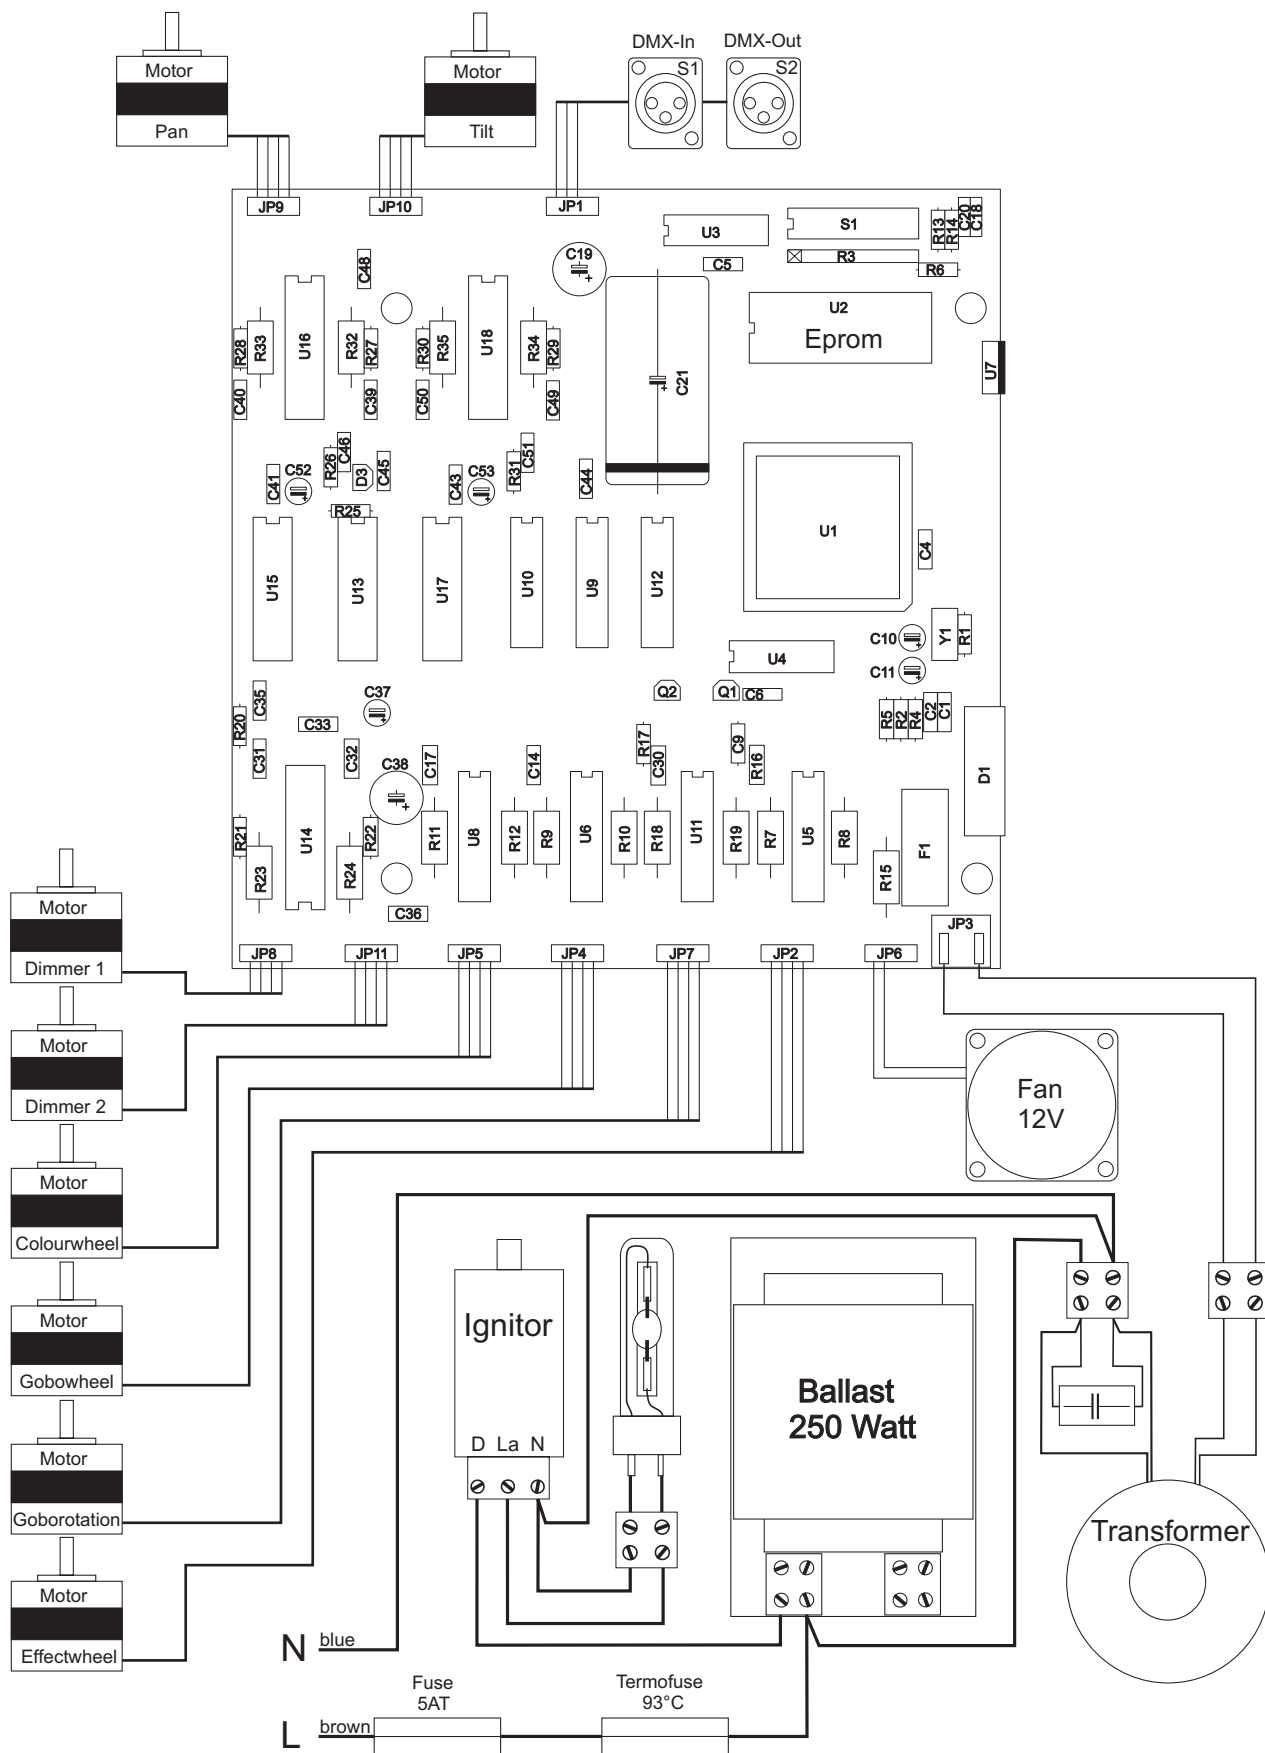 DMX-In DMX-Out
Motor Motor S1 S2
Pan Tilt
JP9 JP10 JP1
U3 S1 R13 R14 C20 C18
C48 C19 C5 R3 R6
U2
Eprom
R28 R33 U16 R32 R27 R30 R35 U18 R34 R29
U7
C21
C40 C39 C50 C49
R26 C46 D3 C45 C51 R31
C41 C52 C43 C53 C44
R25
U15 U13 U17 U10 U9 U12 U1 C4
C10 Y1 R1
U4
C11
C35 C37 Q2 Q1 C6
R20 C33 R5 R2 R4 C2 C1
C31 C32 C38 C17 C14 R17 C30 C9 R16
D1
R21 U14 R22 R11 U8 R12 R9 U6 R10 R18 U11 R19 R7 U5 R8 F1
R23 R24 R15
C36
Motor
Dimmer 1
JP8 JP11 JP5 JP4 JP7 JP2 JP6 JP3
Motor
Dimmer 2
Fan
12V
Motor
Colourwheel
Motor
Gobowheel
Ignitor
D La N
Ballast
250 Watt
Motor
Goborotation
Transformer
Motor
Effectwheel
N blue
Fuse
5AT
Termofuse
93°C
L brown